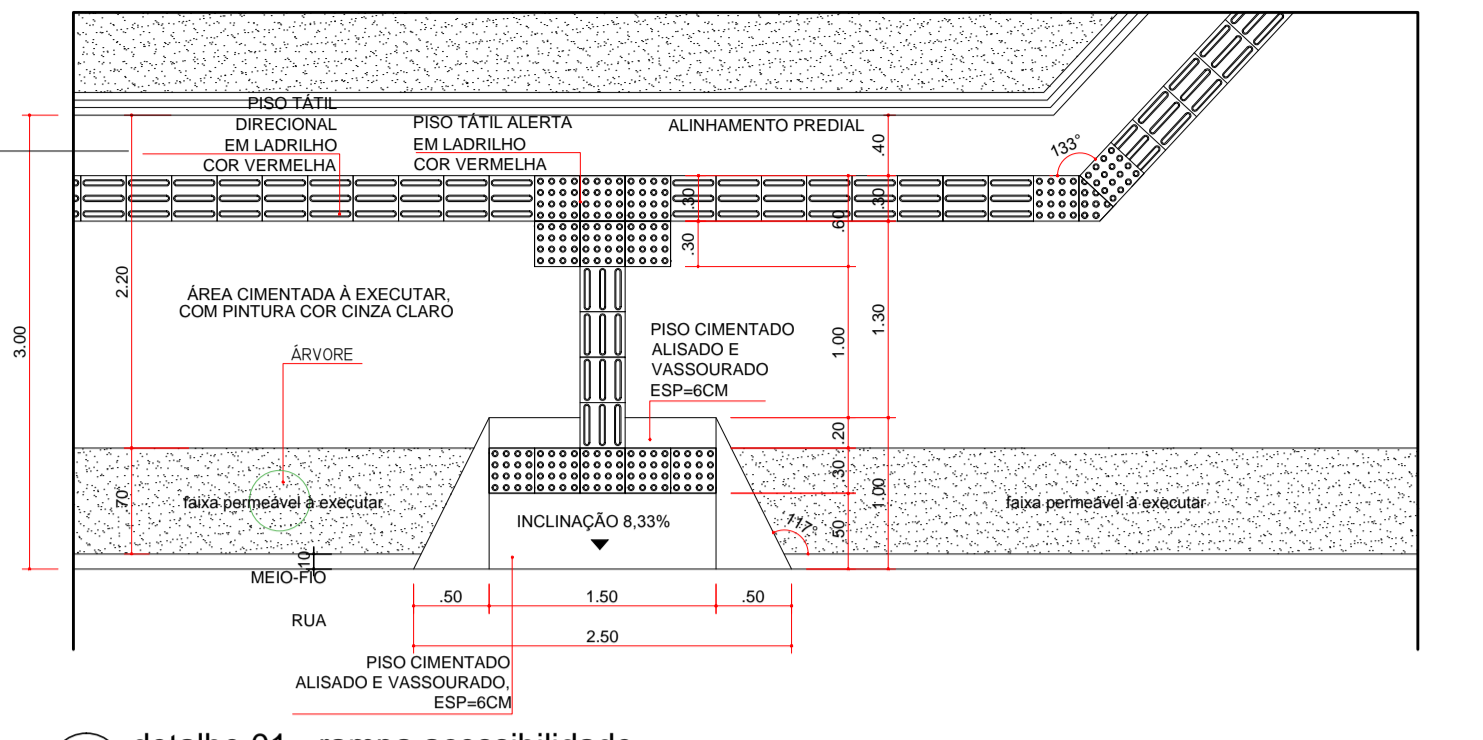 PISO TÁTIL
DIRECIONAL
EM LADRILHO
COR VERMELHA
PISO TÁTIL ALERTA
EM LADRILHO
COR VERMELHA
ALINHAMENTO PREDIAL
133°
.40
.30
.60
.30
.30
2.20
3.00
ÁREA CIMENTADA À EXECUTAR,
COM PINTURA COR CINZA CLARO
ÁRVORE
PISO CIMENTADO
ALISADO E
VASSOURADO
ESP=6CM
1.00
1.30
.20
.30
.50
1.00
.70
faixa permeável à executar
INCLINAÇÃO 8,33%
117°
faixa permeável à executar
.10
MEIO-FIO
RUA
.50
1.50
.50
2.50
PISO CIMENTADO
ALISADO E VASSOURADO,
ESP=6CM
detalhe 01 - rampa acessibilidade